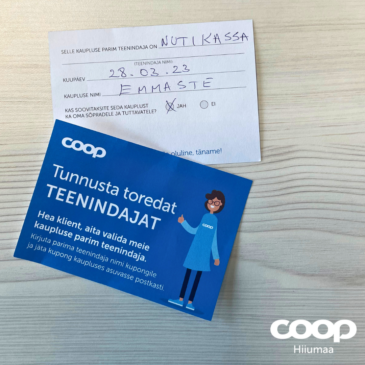 SELLE KAUPLUSE PARIM TEENINDAJA ON NUTIKASSA
TEENINDAJA NIMI
KUUPÄEV 28.03.23
KAUPLUSE NIMI EMMASTE
KAS SOOVITAKSITE SEDA KAUPLUST JAH EI
KA OMA SÕPRADELE JA TUTTAVATELE?
oluline, täname!
coop
Tunnusta toredat
TEENINDAJAT
Hea klient, aita valida meie
kaupluse parim teenindaja.
Kirjuta parima teenindaja nimi kupongile
ja jäta kupong kaupluses asuvasse postkasti.
coop
Hiiumaa